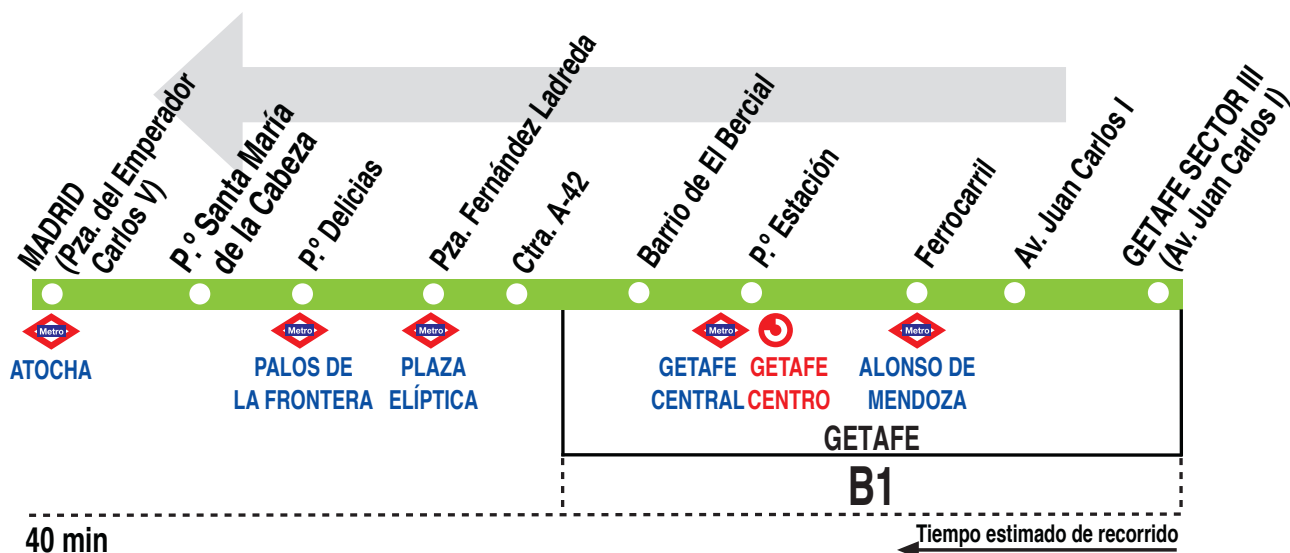 MADRID
(Pza. del Emperador
Carlos V)
P.º Santa María
de la Cabeza
P.º Delicias
Pza. Fernández Ladreda
Ctra. A-42
Barrio de El Bercial
P.º Estación
Ferrocarril
Av. Juan Carlos I
GETAFE SECTOR III
(Av. Juan Carlos I)
Metro
Metro
Metro
Metro
Metro
ATOCHA
PALOS DE
LA FRONTERA
PLAZA
ELÍPTICA
GETAFE
CENTRAL
GETAFE
CENTRO
ALONSO DE
MENDOZA
GETAFE
B1
40 min
Tiempo estimado de recorrido